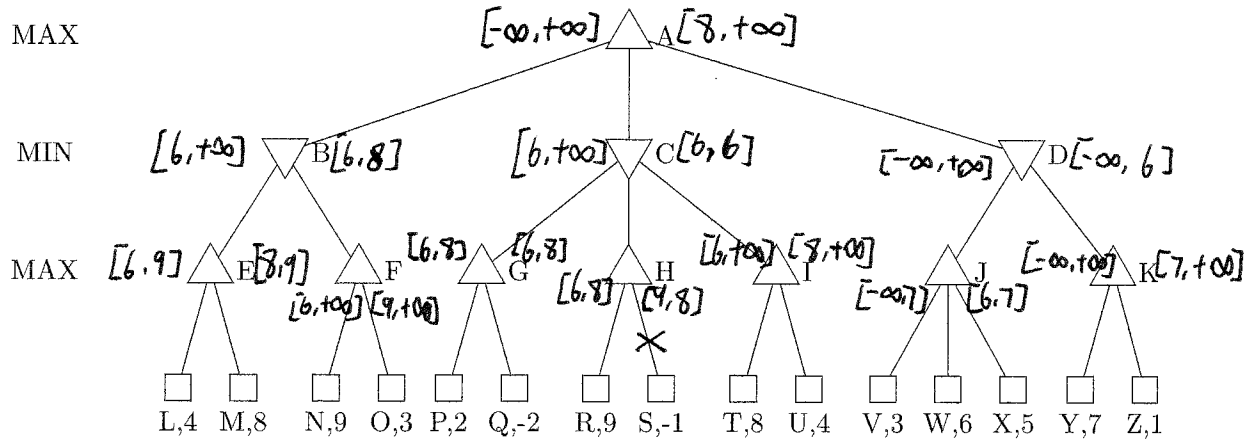 MAX [-∞,+∞] A [8,+∞]
MIN [6,+∞] B [6,8] [6,+∞] C [6,6] [-∞,+∞] D [-∞,6]
[6,8] [6,8] [6,+∞] [8,+∞] [-∞,+∞] [7,+∞]
MAX [6,9] E [8,9] F G H I J K
[6,+∞] [9,+∞] [6,8] [9,8] [-∞,7] [6,7]
L,4 M,8 N,9 O,3 P,2 Q,-2 R,9 S,-1 T,8 U,4 V,3 W,6 X,5 Y,7 Z,1